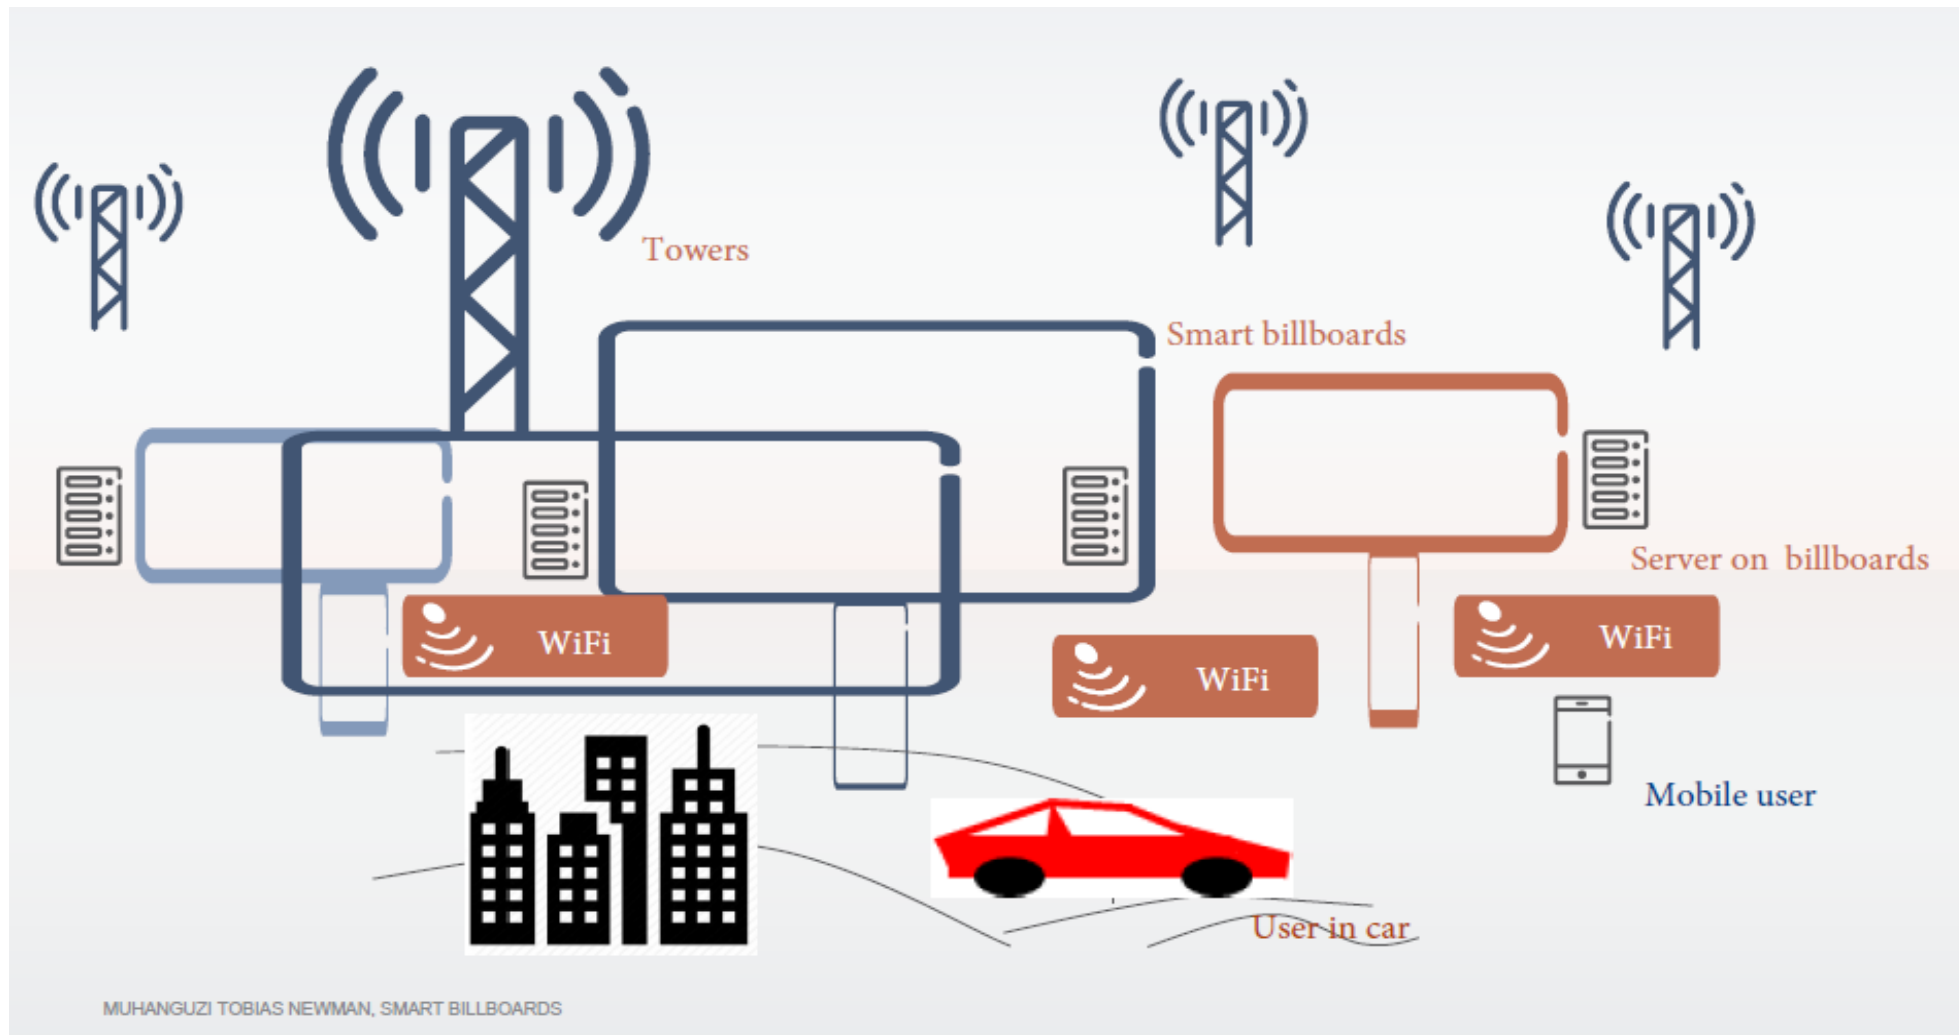 Towers
Smart billboards
Server on billboards
WiFi
WiFi
WiFi
Mobile user
User in car
MUHANGUZI TOBIAS NEWMAN, SMART BILLBOARDS